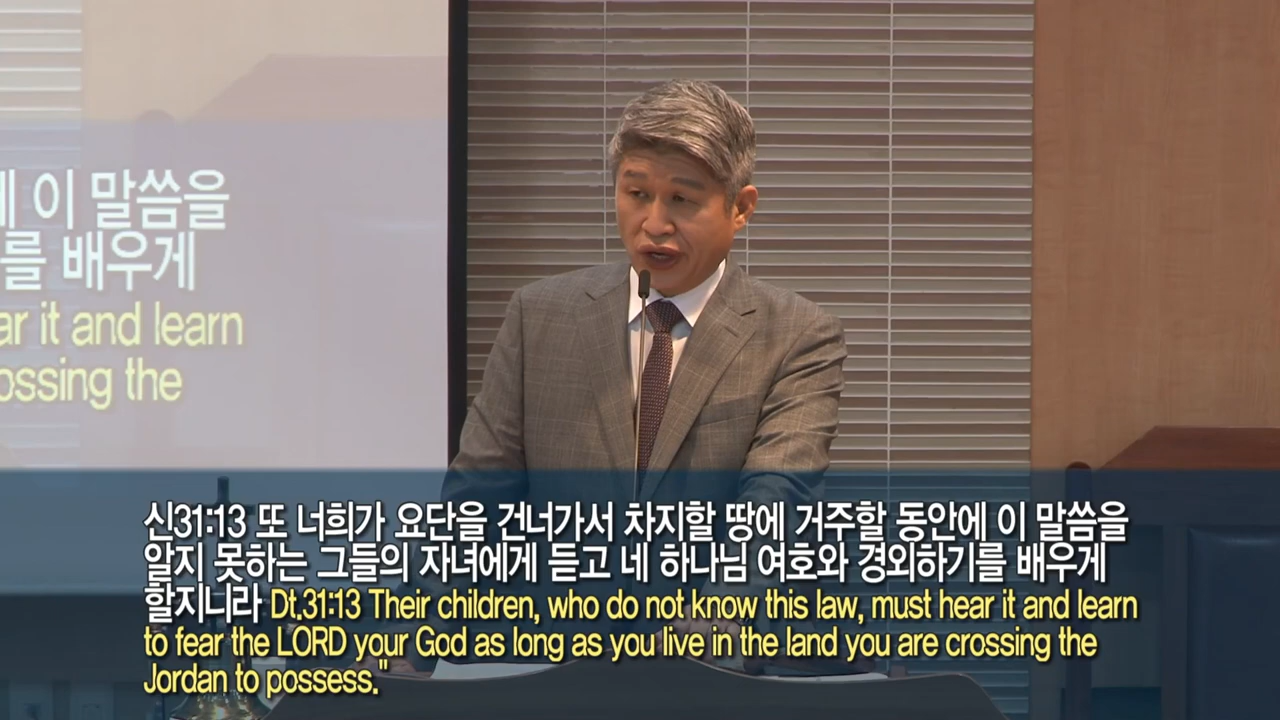 에 이 말씀을
를 배우게
ar it and learn
ossing the
신31:13 또 너희가 요단을 건너가서 차지할 땅에 거주할 동안에 이 말씀을
알지 못하는 그들의 자녀에게 듣고 네 하나님 여호와 경외하기를 배우게
할지니라 Dt.31:13 Their children, who do not know this law, must hear it and learn
to fear the LORD your God as long as you live in the land you are crossing the
Jordan to possess."